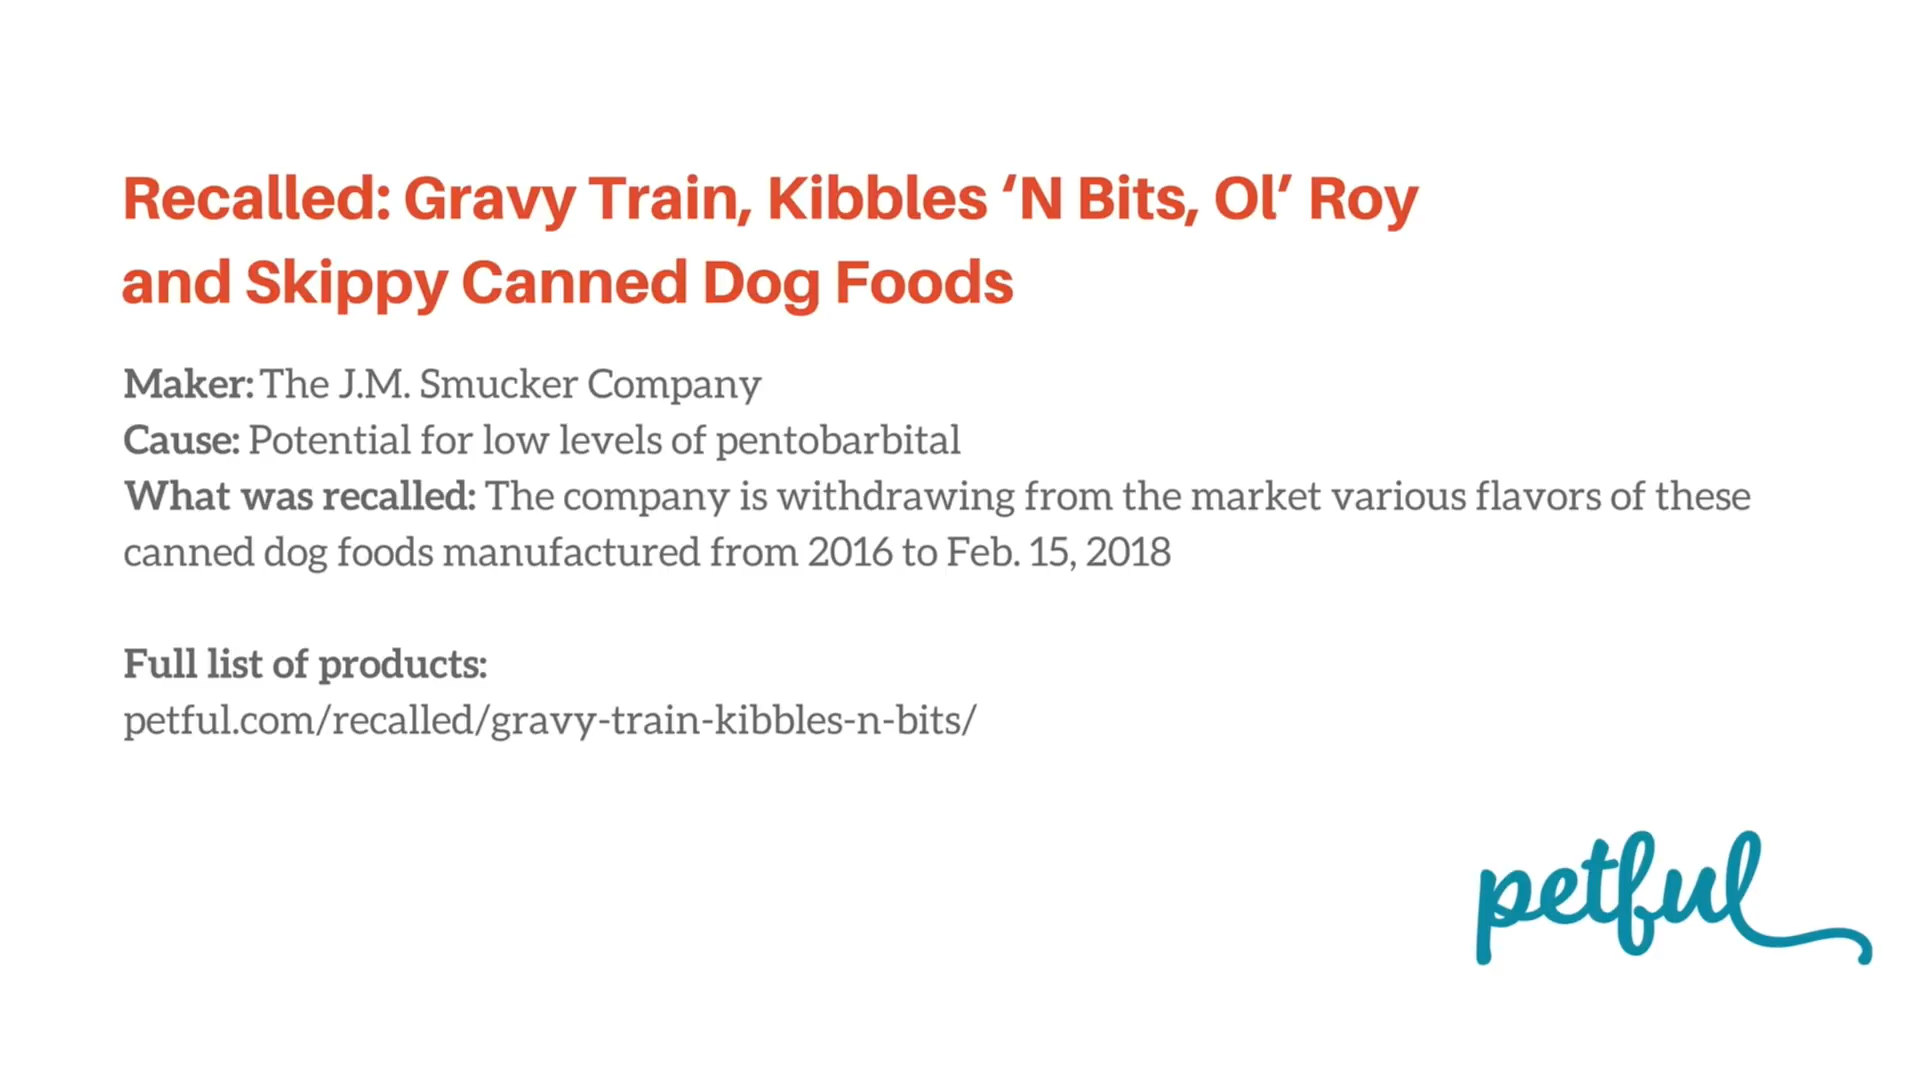 Recalled: Gravy Train, Kibbles ‘N Bits, Ol’ Roy
and Skippy Canned Dog Foods
Maker: The J.M. Smucker Company
Cause: Potential for low levels of pentobarbital
What was recalled: The company is withdrawing from the market various flavors of these
canned dog foods manufactured from 2016 to Feb. 15, 2018
Full list of products:
petful.com/recalled/gravy-train-kibbles-n-bits/
petful